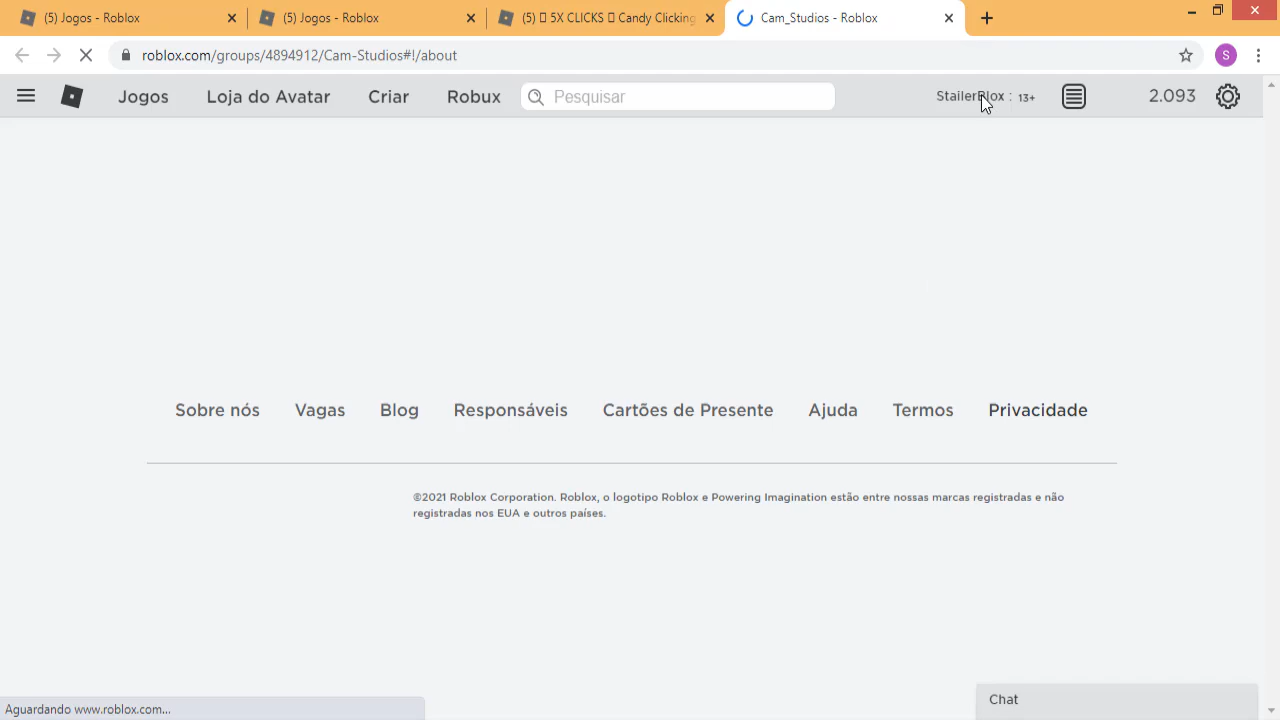 (5) Jogos - Roblox
(5) Jogos - Roblox
(5) 5X CLICKS Candy Clicking
Cam_Studios - Roblox
roblox.com/groups/4894912/Cam-Studios#!/about
S
Jogos
Loja do Avatar
Criar
Robux
Pesquisar
StailerBlox : 13+
2.093
Sobre nós
Vagas
Blog
Responsáveis
Cartões de Presente
Ajuda
Termos
Privacidade
©2021 Roblox Corporation. Roblox, o logotipo Roblox e Powering Imagination estão entre nossas marcas registradas e não
registradas nos EUA e outros países.
Chat
Aguardando www.roblox.com...